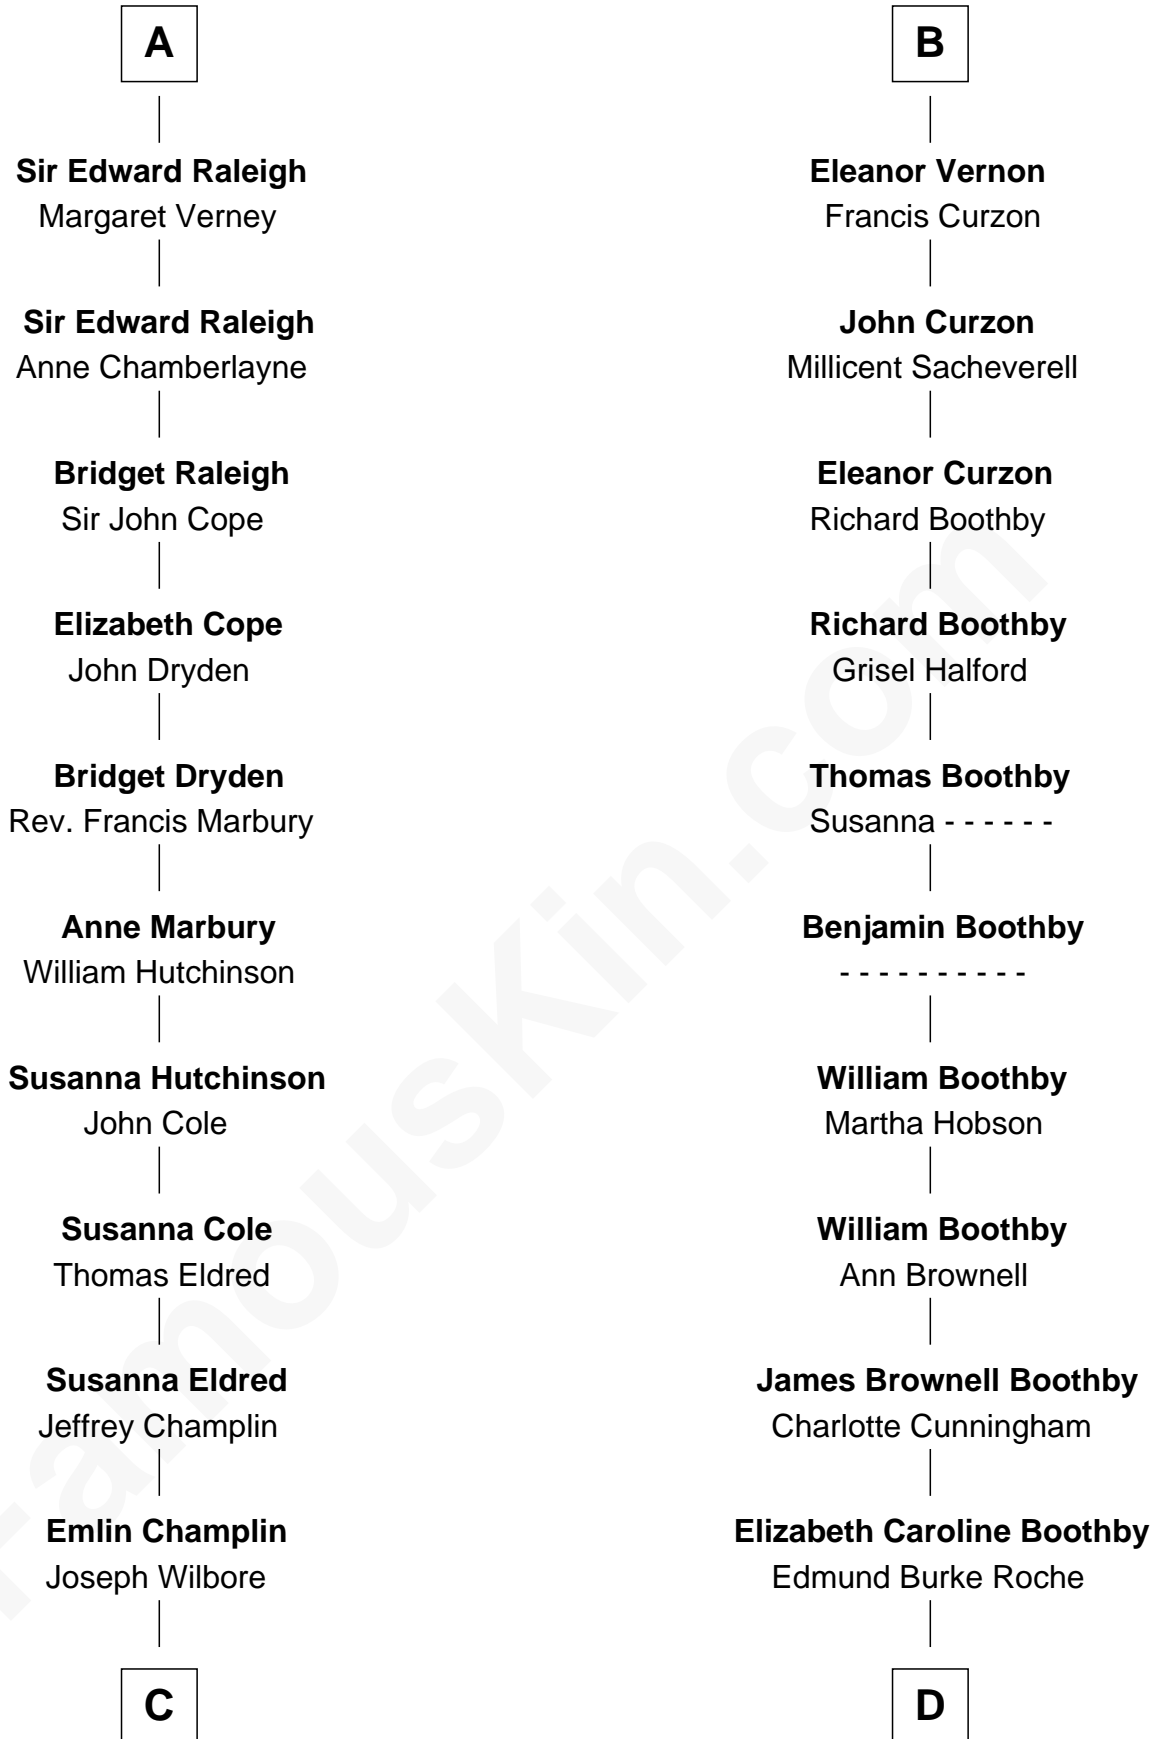 A
Sir Edward Raleigh
Margaret Verney
Sir Edward Raleigh
Anne Chamberlayne
Bridget Raleigh
Sir John Cope
Elizabeth Cope
John Dryden
Bridget Dryden
Rev. Francis Marbury
Anne Marbury
William Hutchinson
Susanna Hutchinson
John Cole
Susanna Cole
Thomas Eldred
Susanna Eldred
Jeffrey Champlin
Emlin Champlin
Joseph Wilbore
C
B
Eleanor Vernon
Francis Curzon
John Curzon
Millicent Sacheverell
Eleanor Curzon
Richard Boothby
Richard Boothby
Grisel Halford
Thomas Boothby
Susanna - - - - - -
Benjamin Boothby
- - - - - - - - - -
William Boothby
Martha Hobson
William Boothby
Ann Brownell
James Brownell Boothby
Charlotte Cunningham
Elizabeth Caroline Boothby
Edmund Burke Roche
D
FamousKin.com